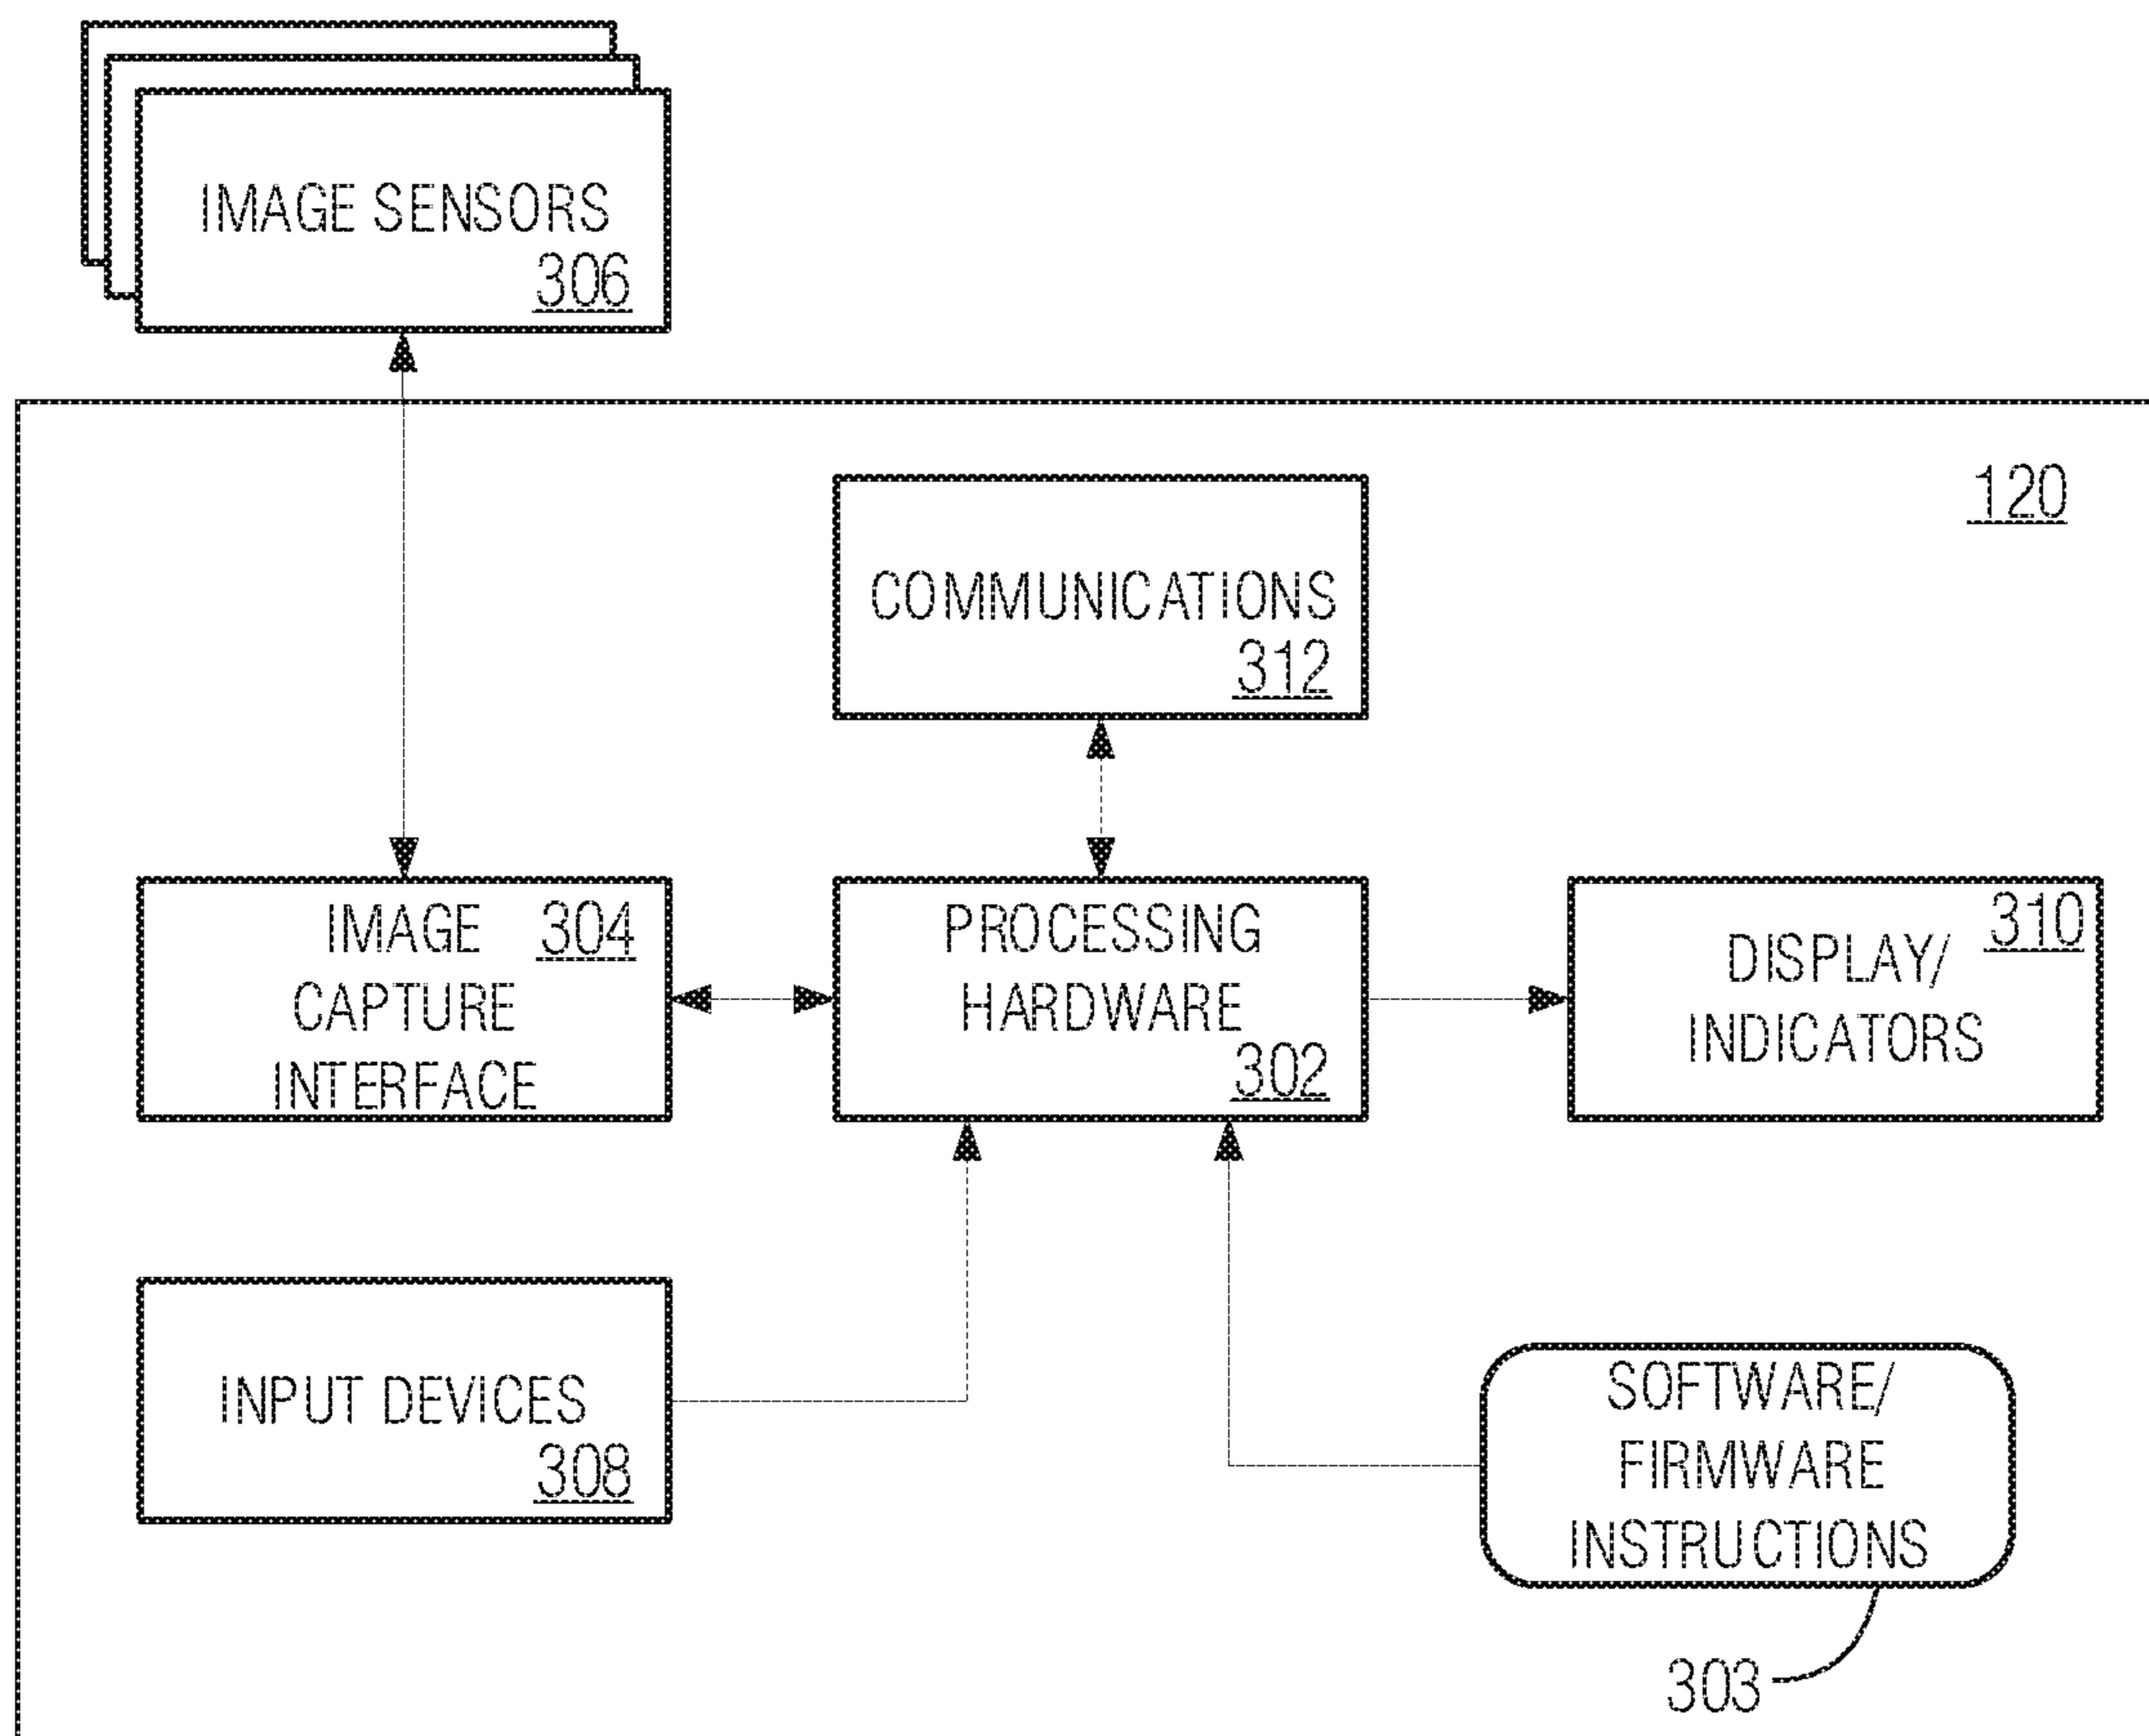 IMAGE SENSORS
306
120
COMMUNICATIONS
312
IMAGE 304
CAPTURE
INTERFACE
PROCESSING
HARDWARE
302
310
DISPLAY/
INDICATORS
INPUT DEVICES
308
SOFTWARE/
FIRMWARE
INSTRUCTIONS
303